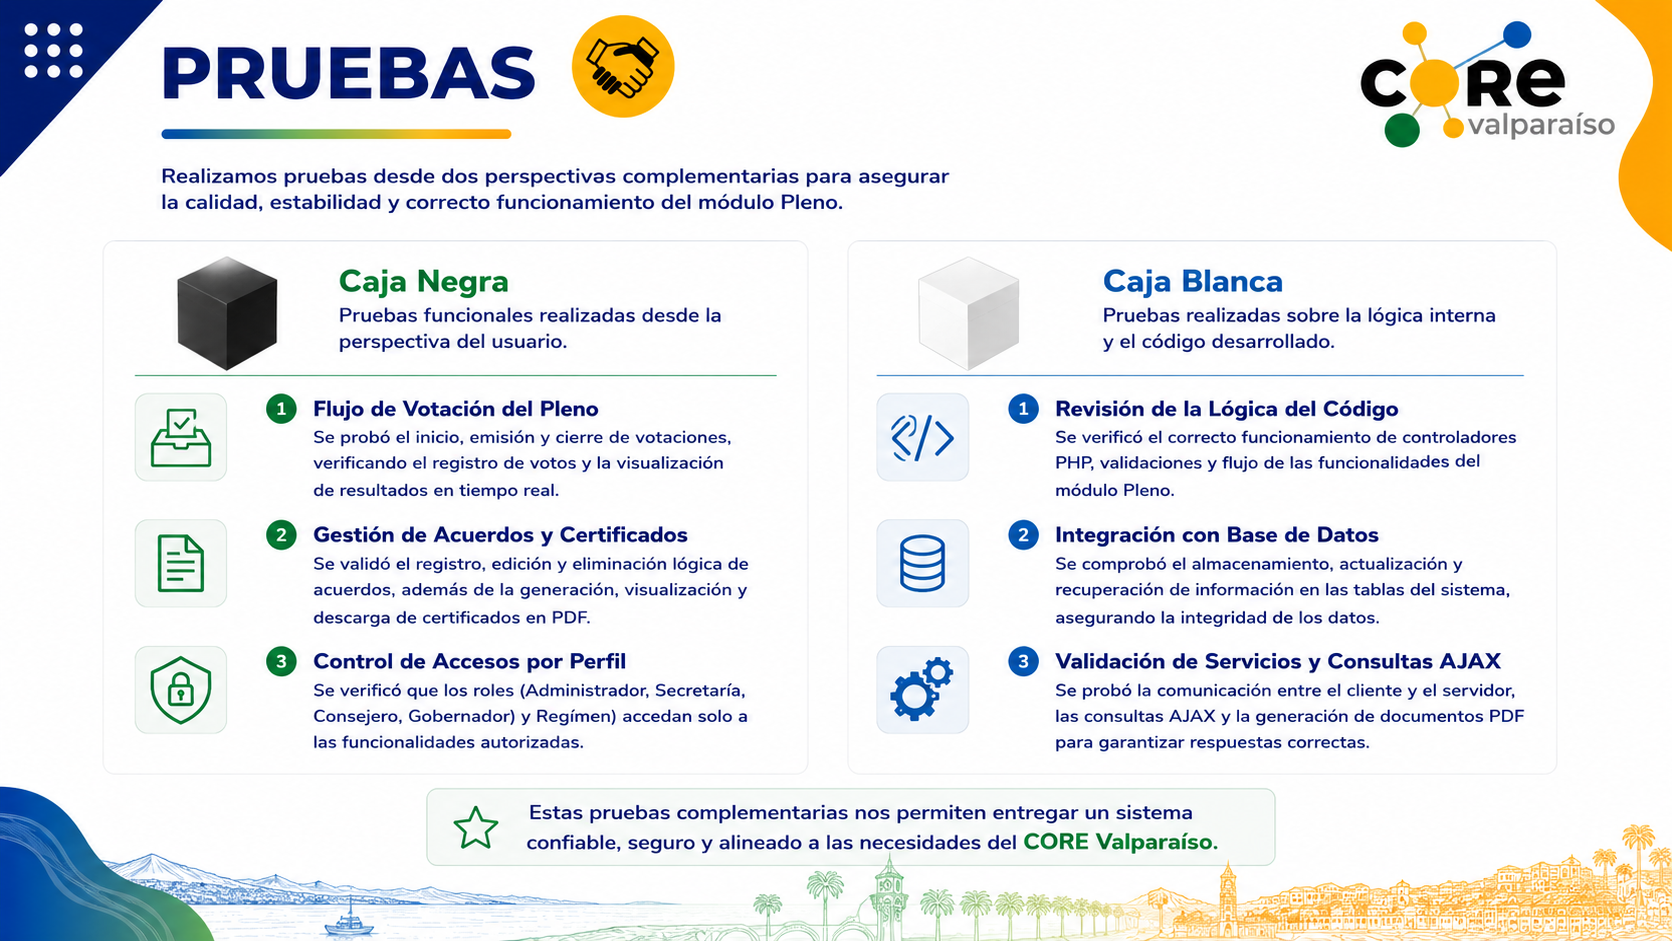 PRUEBAS
CORe
valparaíso
Realizamos pruebas desde dos perspectivas complementarias para asegurar
la calidad, estabilidad y correcto funcionamiento del módulo Pleno.
Caja Negra
Pruebas funcionales realizadas desde la
perspectiva del usuario.
1 Flujo de Votación del Pleno
Se probó el inicio, emisión y cierre de votaciones,
verificando el registro de votos y la visualización
de resultados en tiempo real.
2 Gestión de Acuerdos y Certificados
Se validó el registro, edición y eliminación lógica de
acuerdos, además de la generación, visualización y
descarga de certificados en PDF.
3 Control de Accesos por Perfil
Se verificó que los roles (Administrador, Secretaría,
Consejero, Gobernador) y Regímen) accedan solo a
las funcionalidades autorizadas.
Caja Blanca
Pruebas realizadas sobre la lógica interna
y el código desarrollado.
1 Revisión de la Lógica del Código
Se verificó el correcto funcionamiento de controladores
PHP, validaciones y flujo de las funcionalidades del
módulo Pleno.
2 Integración con Base de Datos
Se comprobó el almacenamiento, actualización y
recuperación de información en las tablas del sistema,
asegurando la integridad de los datos.
3 Validación de Servicios y Consultas AJAX
Se probó la comunicación entre el cliente y el servidor,
las consultas AJAX y la generación de documentos PDF
para garantizar respuestas correctas.
Estas pruebas complementarias nos permiten entregar un sistema
confiable, seguro y alineado a las necesidades del CORE Valparaíso.